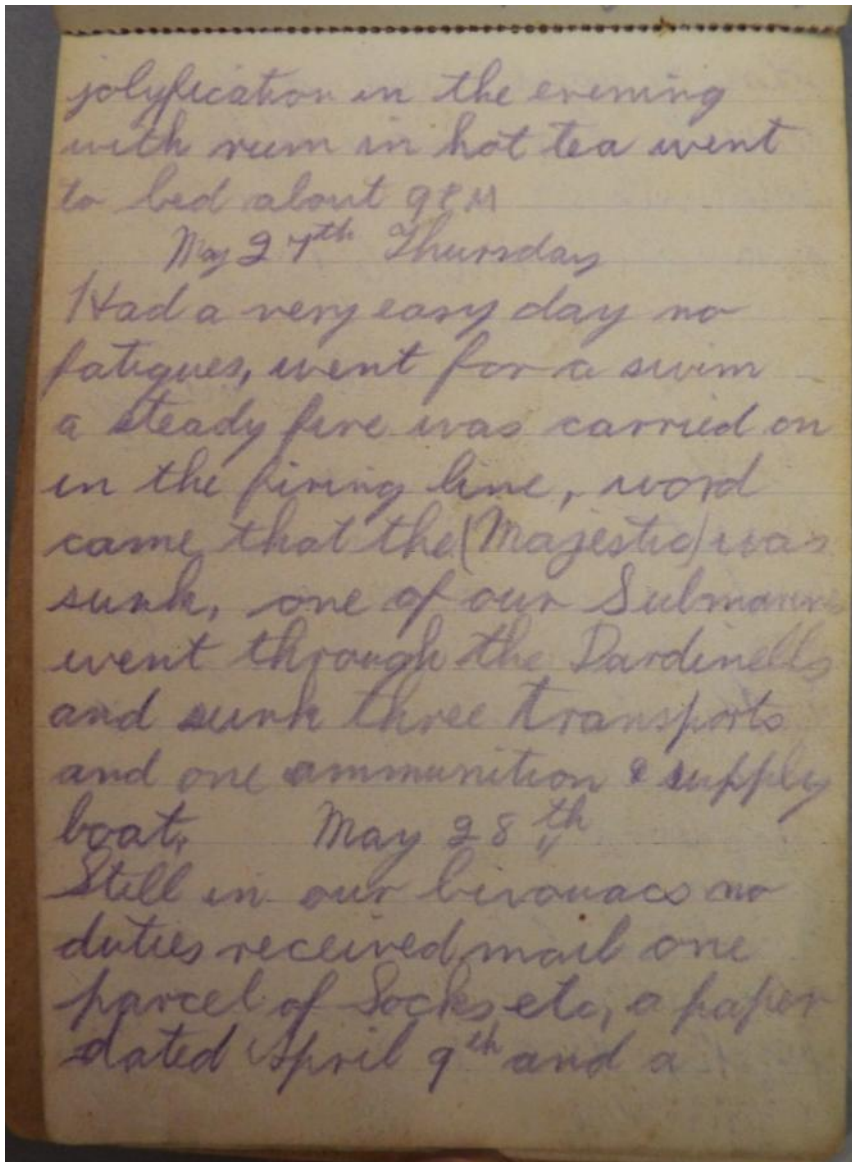 jolyfication in the evening
with rum in hot tea went
to bed about 9 P M
May 27th Thursday
Had a very easy day no
fatigues, went for a swim
a steady fire was carried on
in the firing line, word
came that the (Majestic) was
sunk, one of our Submarines
went through the Dardinells
and sunk three transports
and one ammunition & supply
boat. May 28th
Still in our bivouacs no
duties received mail one
parcel of Socks etc, a paper
dated April 9th and a